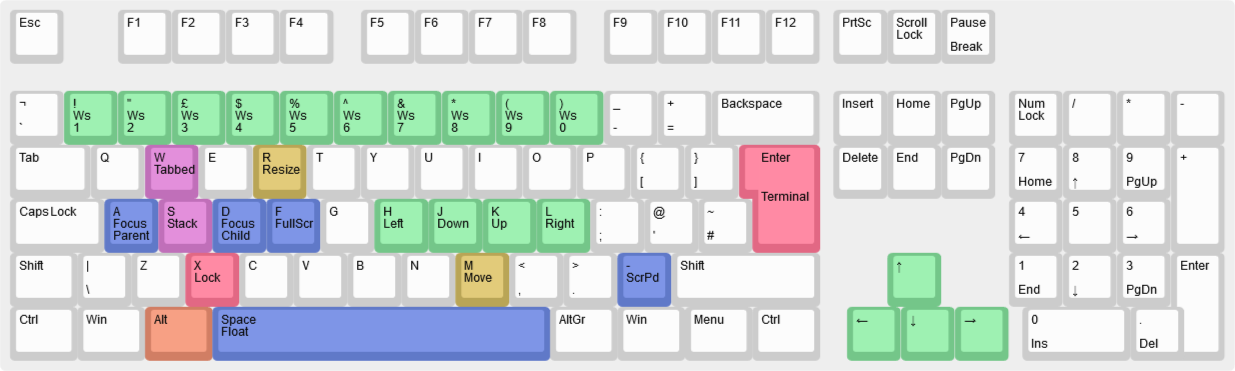 Esc F1 F2 F3 F4 F5 F6 F7 F8 F9 F10 F11 F12 PrtSc Scroll Pause
Lock
Break
¬ ! " £ $ % ^ & * ( ) _ + Backspace Insert Home PgUp Num / * -
Ws Ws Ws Ws Ws Ws Ws Ws Ws Ws Lock
` 1 2 3 4 5 6 7 8 9 0 - =
Tab Q W E R T Y U I O P { } Enter Delete End PgDn 7 8 9 +
Tabbed Resize
[ ] Home ↑ PgUp
Terminal
Caps Lock A S D F G H J K L : @ ~ 4 5 6
Focus Stack Focus FullScr Left Down Up Right
Parent Child ; ' # ← →
Shift | Z X C V B N M < > - Shift ↑ 1 2 3 Enter
Lock Move ScrPd
\ , . End ↓ PgDn
Ctrl Win Alt Space AltGr Win Menu Ctrl ← ↓ → 0 .
Float
Ins Del